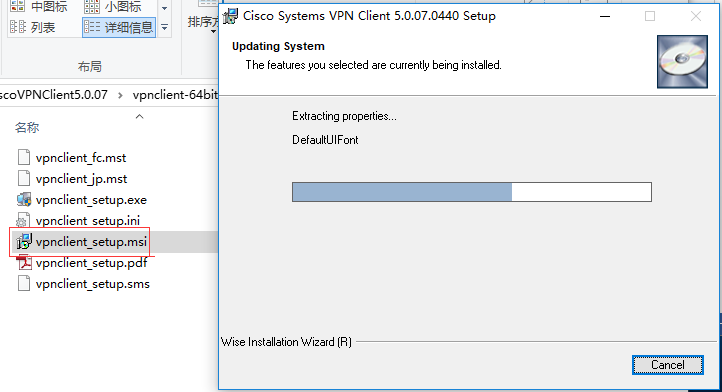 中图标
小图标
列表
详细信息
排序方
布局
scoVPNClient5.0.07
vpnclient-64bit
名称
vpnclient_fc.mst
vpnclient_jp.mst
vpnclient_setup.exe
vpnclient_setup.ini
vpnclient_setup.msi
vpnclient_setup.pdf
vpnclient_setup.sms
Cisco Systems VPN Client 5.0.07.0440 Setup
Updating System
The features you selected are currently being installed.
Extracting properties...
DefaultUIFont
Wise Installation Wizard (R)
Cancel